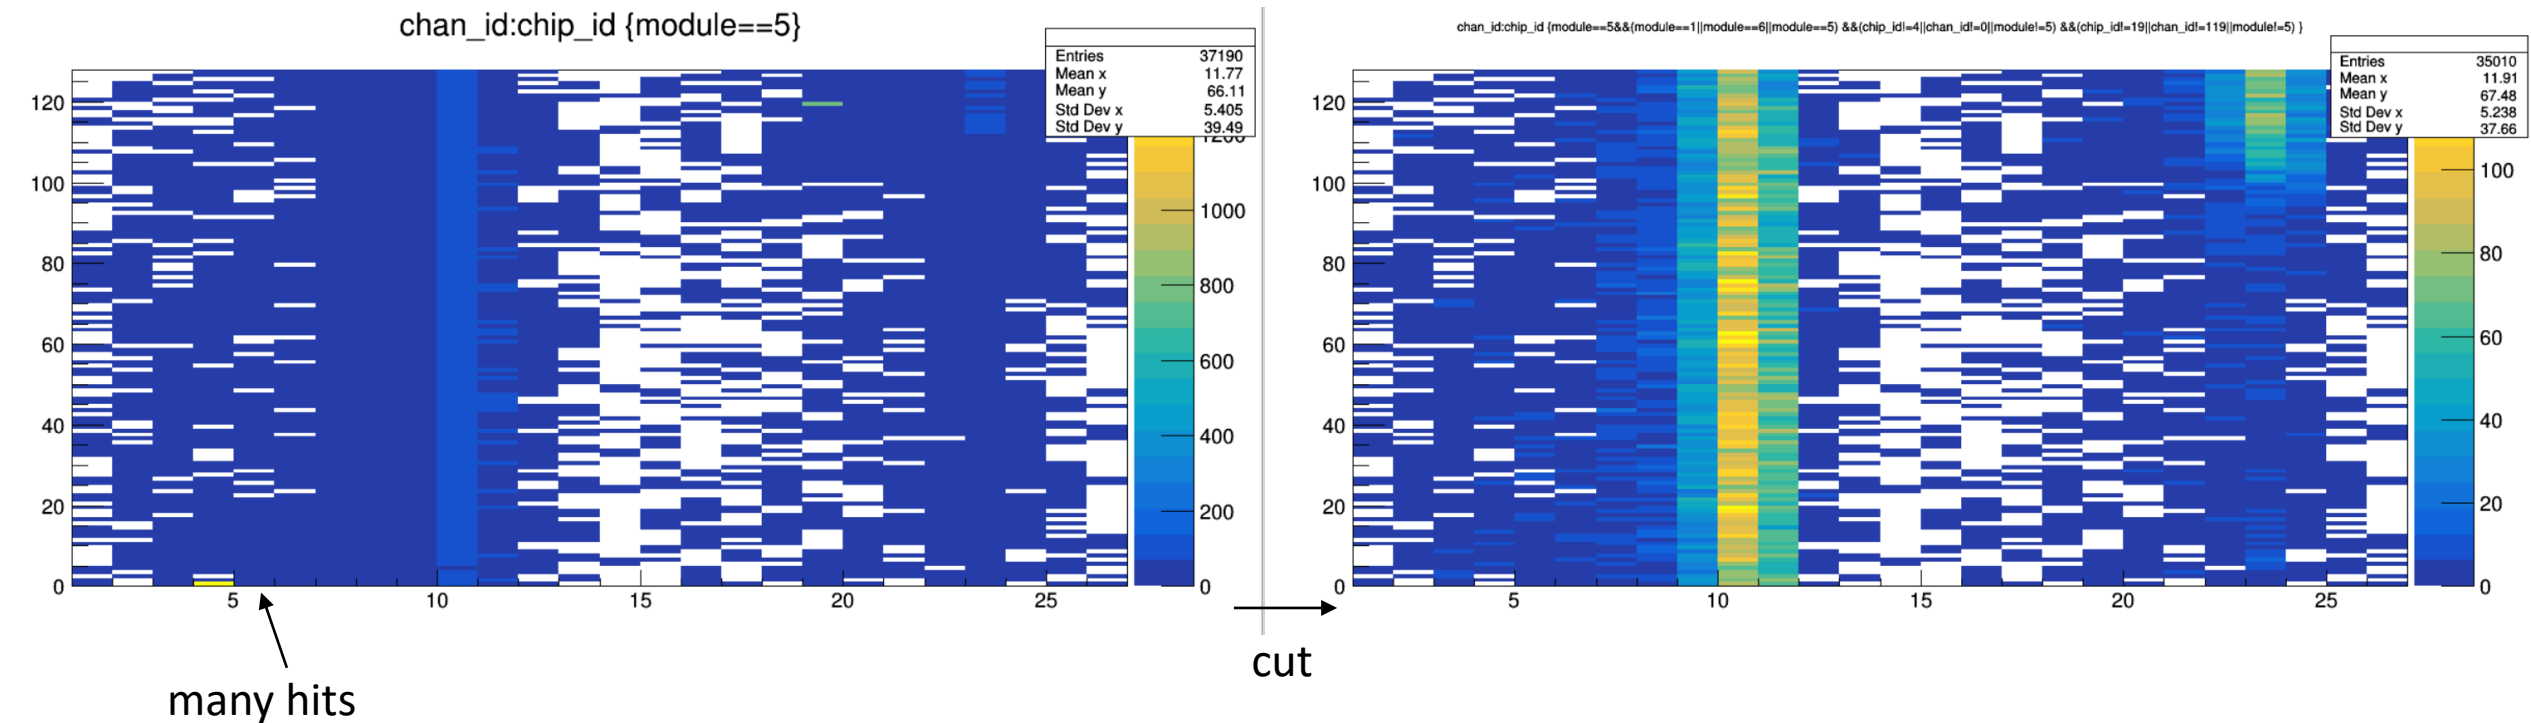 chan_id:chip_id {module==5}
Entries 37190
Mean x 11.77
Mean y 66.11
Std Dev x 5.405
Std Dev y 39.49
120
100
80
60
40
20
0
5
10
15
20
25
1200
1000
800
600
400
200
0
many hits
cut
chan_id:chip_id {module==5&&(module==1||module==6||module==5) &&(chip_id!=4||chan_id!=0||module!=5) &&(chip_id!=19||chan_id!=119||module!=5) }
Entries 35010
Mean x 11.91
Mean y 67.48
Std Dev x 5.238
Std Dev y 37.66
120
100
80
60
40
20
0
5
10
15
20
25
100
80
60
40
20
0